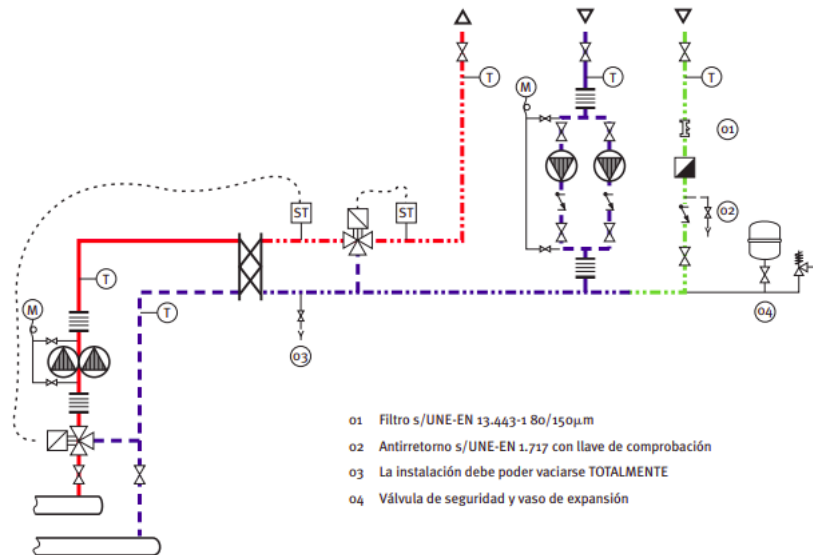 T
T
T
M
01
ST
ST
02
T
T
M
03
04
01 Filtro s/UNE-EN 13.443-1 80/150µm
02 Antirretorno s/UNE-EN 1.717 con llave de comprobación
03 La instalación debe poder vaciarse TOTALMENTE
04 Válvula de seguridad y vaso de expansión